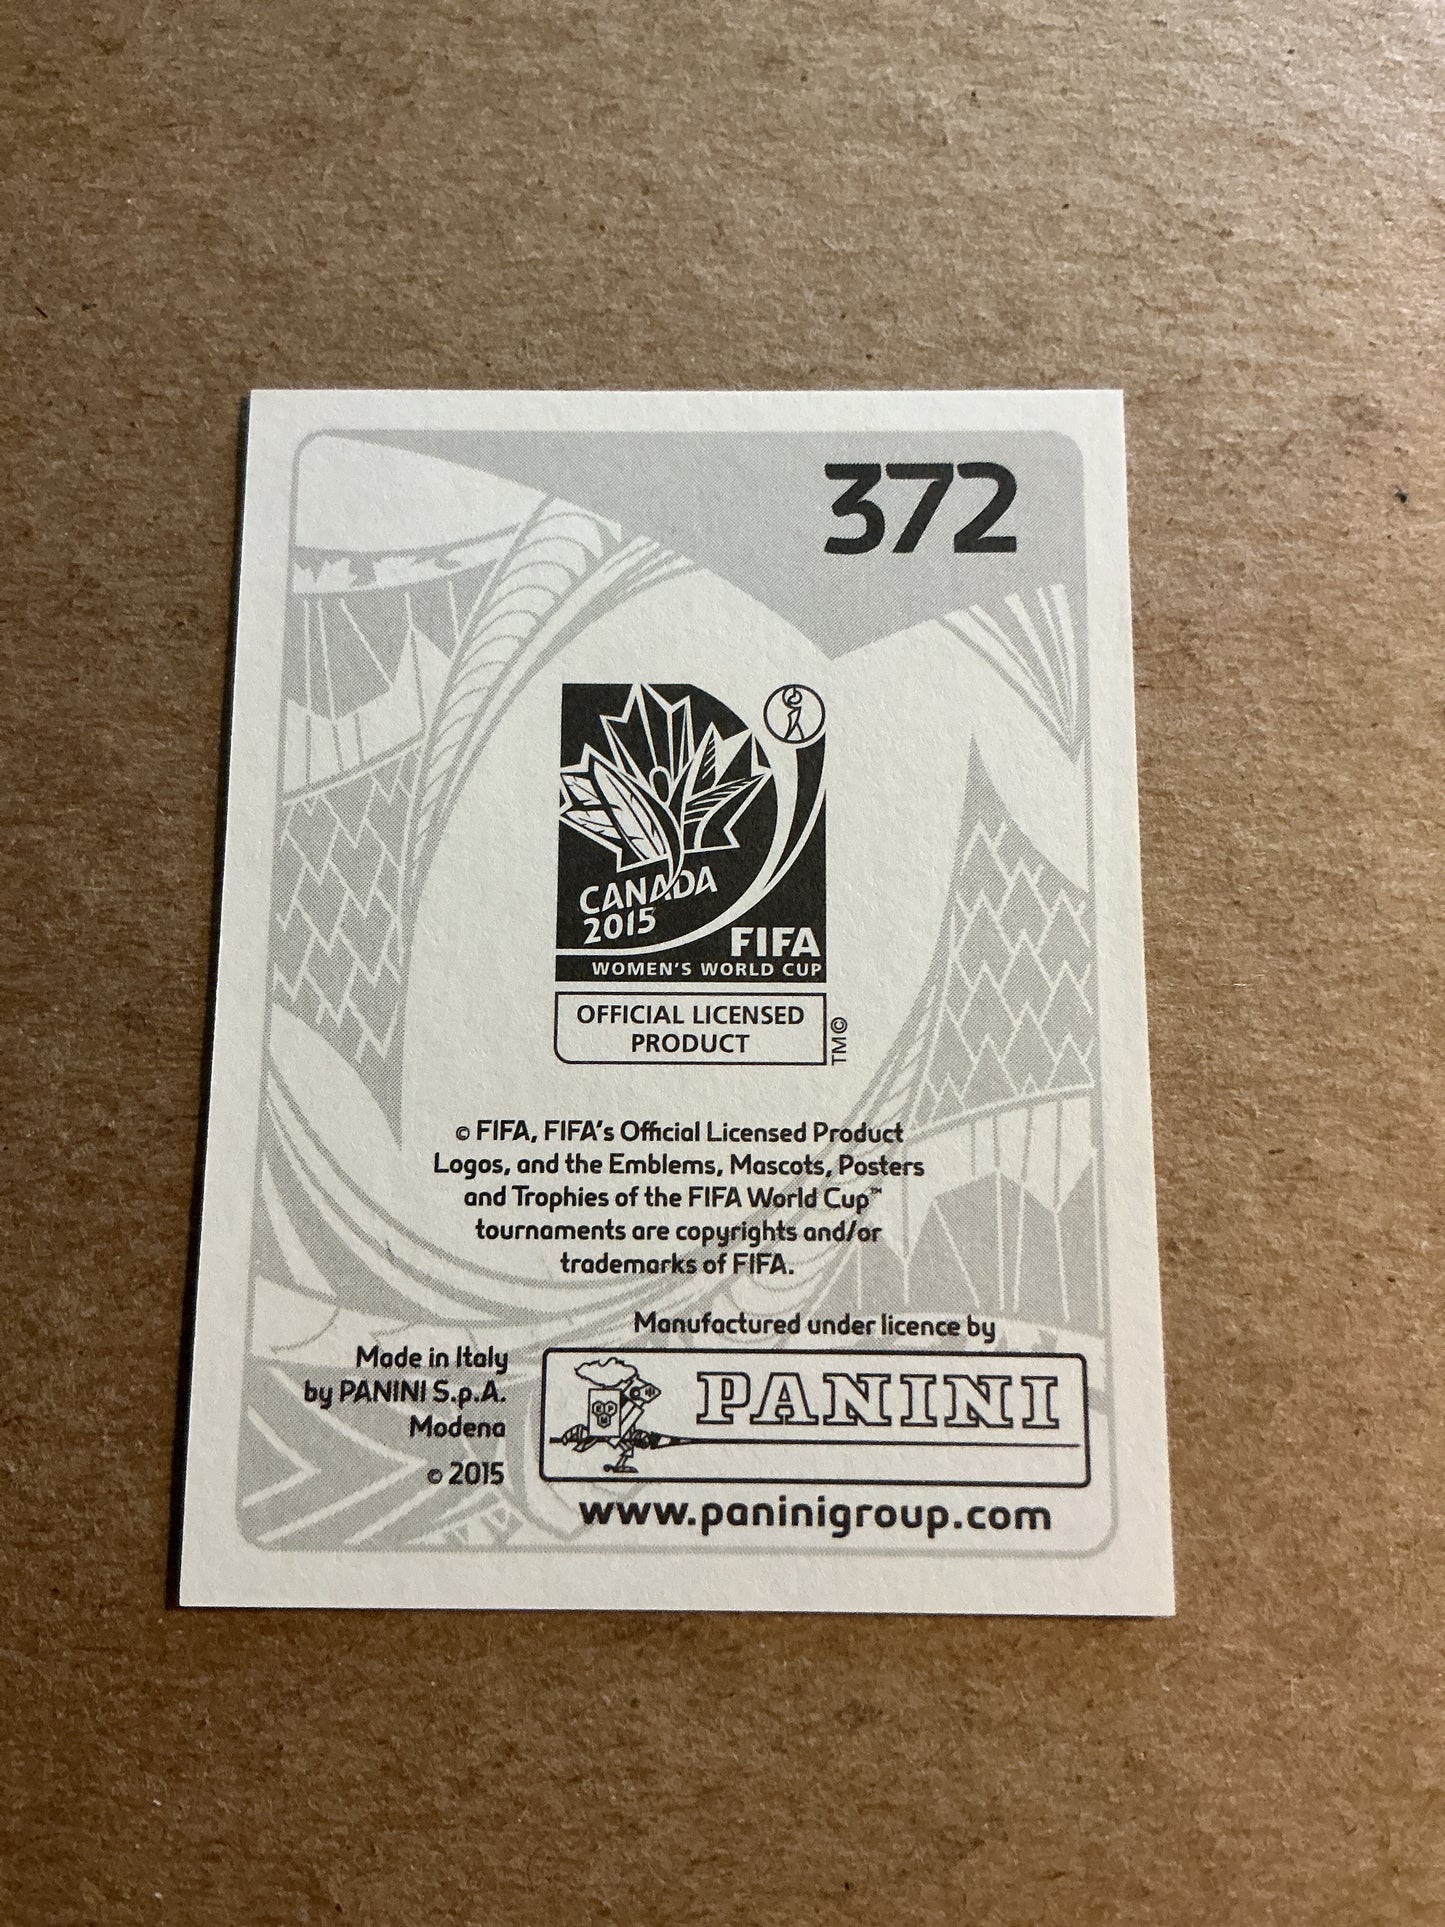 372
CANADA
2015
FIFA
WOMEN'S WORLD CUP
OFFICIAL LICENSED
PRODUCT
TM©
© FIFA, FIFA's Official Licensed Product
Logos, and the Emblems, Mascots, Posters
and Trophies of the FIFA World Cup™
tournaments are copyrights and/or
trademarks of FIFA.
Manufactured under licence by
Made in Italy
by PANINI S.p.A.
Modena
© 2015
PANINI
www.paninigroup.com